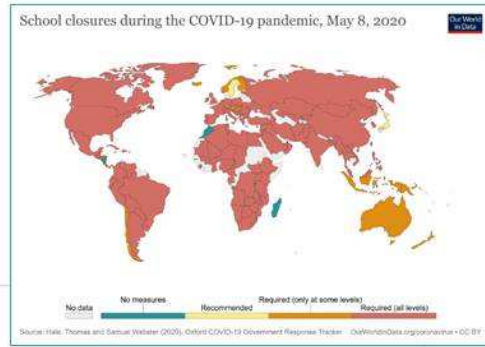 School closures during the COVID-19 pandemic, May 8, 2020
Our World
in Data
No data
No measures
Recommended
Required (only at some levels)
Required (all levels)
Source: Hale, Thomas and Samuel Webster (2020). Oxford COVID-19 Government Response Tracker OurWorldInData.org/coronavirus • CC BY